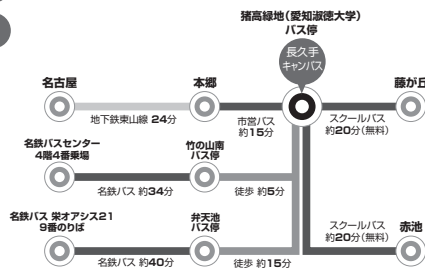 猪高緑地（愛知淑徳大学）
バス停
長久手
キャンパス
名古屋
本郷
藤が丘
地下鉄東山線 24分
市営バス
約15分
スクールバス
約20分（無料）
名鉄バスセンター
4階4番乗場
竹の山南
バス停
名鉄バス 約34分
徒歩 約5分
名鉄バス 栄オアシス21
9番のりば
弁天池
バス停
スクールバス
約20分（無料）
赤池
名鉄バス 約40分
徒歩 約15分